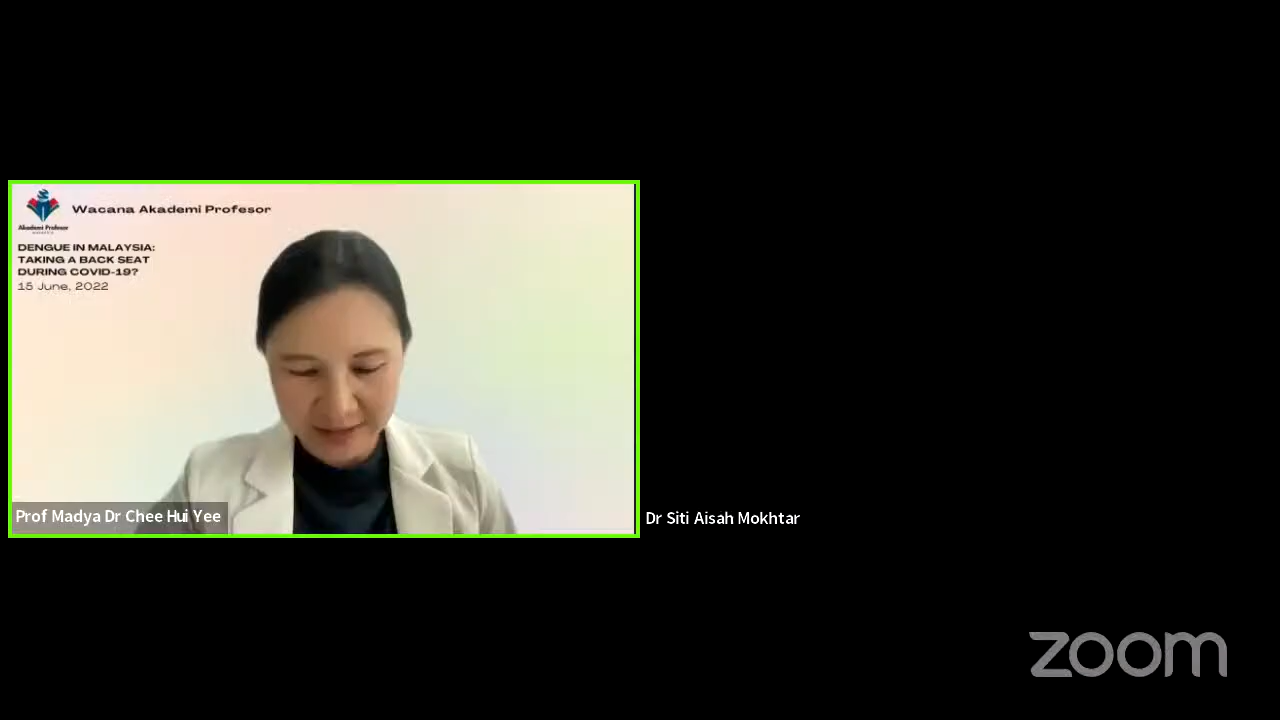 Wacana Akademi Profesor
Akademi Profesor
DENGUE IN MALAYSIA:
TAKING A BACK SEAT
DURING COVID-19?
15 June, 2022
Prof Madya Dr Chee Hui Yee
Dr Siti Aisah Mokhtar
zoom